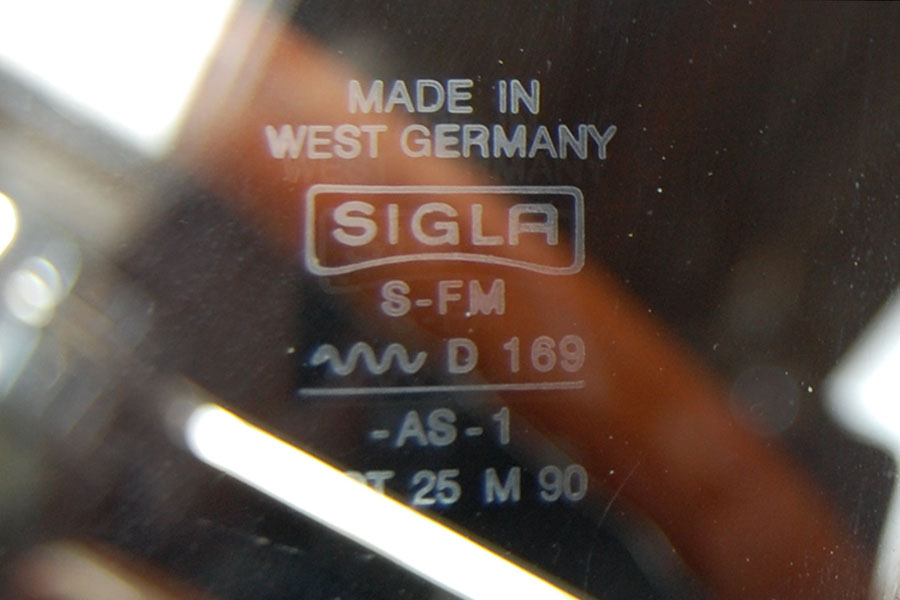 MADE IN
WEST GERMANY
SIGLA
S-FM
D 169
-AS-1
25 M 90